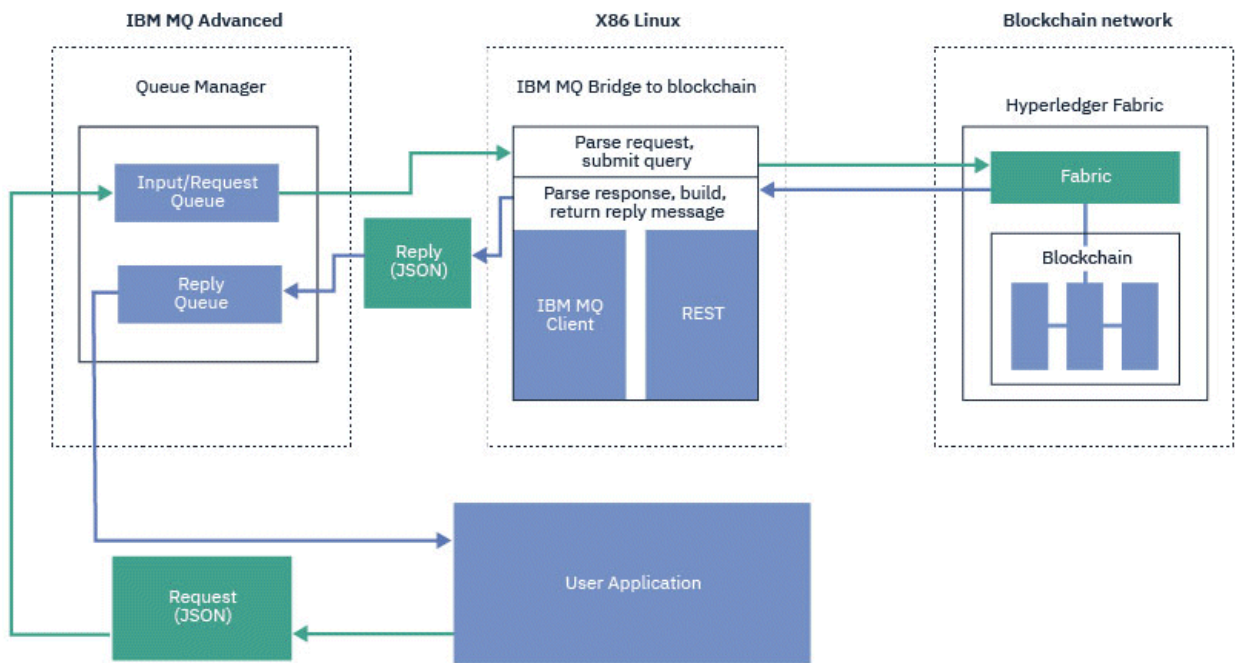 IBM MQ Advanced
X86 Linux
Blockchain network
Queue Manager
IBM MQ Bridge to blockchain
Hyperledger Fabric
Input/Request
Queue
Parse request,
submit query
Parse response, build,
return reply message
Fabric
Reply
(JSON)
Reply
Queue
IBM MQ
Client
REST
Blockchain
User Application
Request
(JSON)